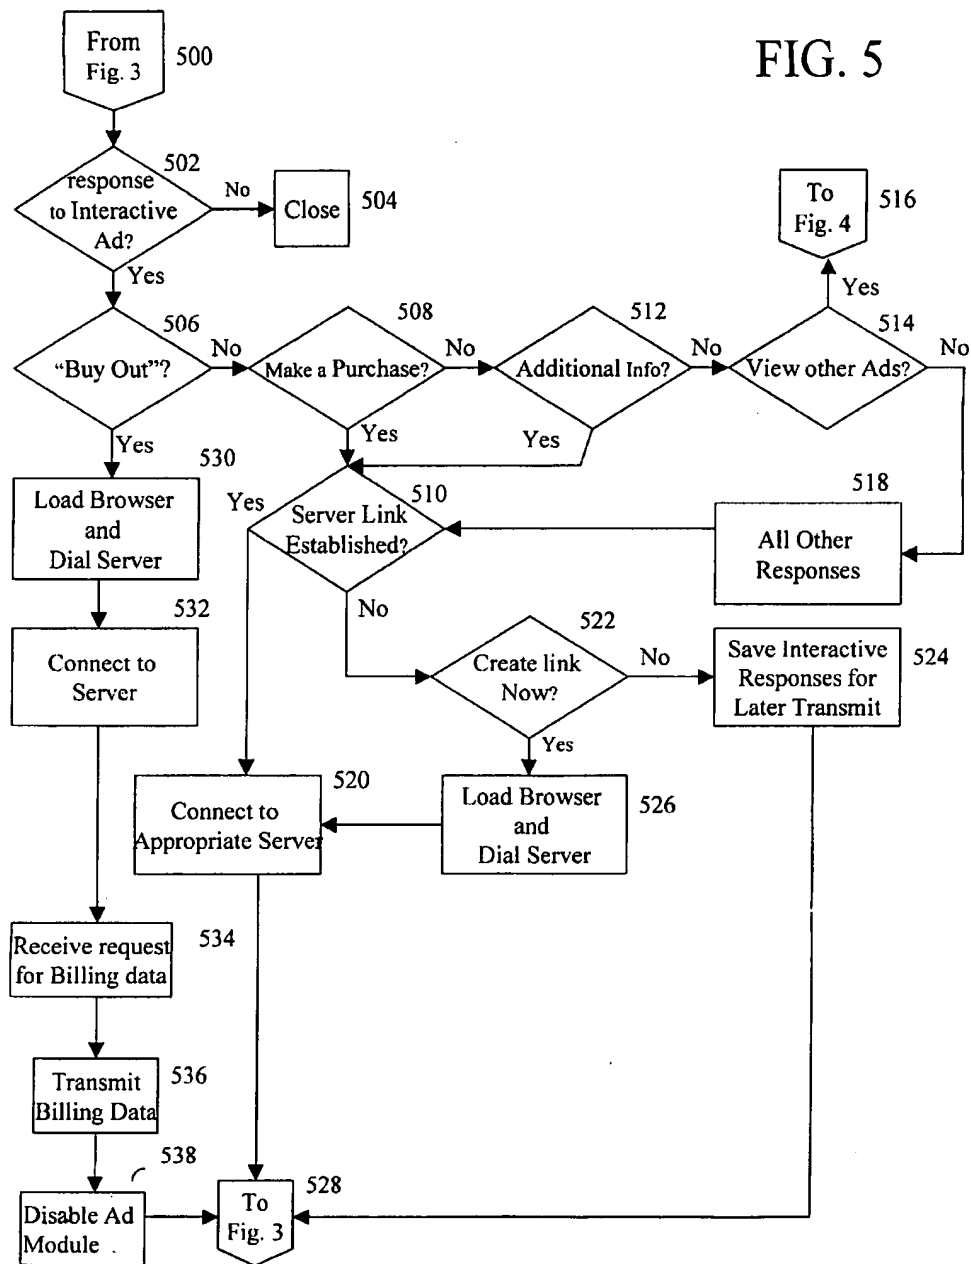 FIG. 5
From
Fig. 3
500
502
response
to Interactive
Ad?
No
Close
504
To
Fig. 4
516
Yes
Yes
506
"Buy Out"?
No
508
Make a Purchase?
No
512
Additional Info?
No
514
View other Ads?
No
Yes
Yes
Yes
530
Load Browser
and
Dial Server
Yes
510
Server Link
Established?
518
All Other
Responses
No
532
Connect to
Server
522
Create link
Now?
No
Save Interactive
Responses for
Later Transmit
524
Yes
520
Connect to
Appropriate Server
Load Browser
and
Dial Server
526
Receive request
for Billing data
534
Transmit
Billing Data
536
538
Disable Ad
Module
To
Fig. 3
528